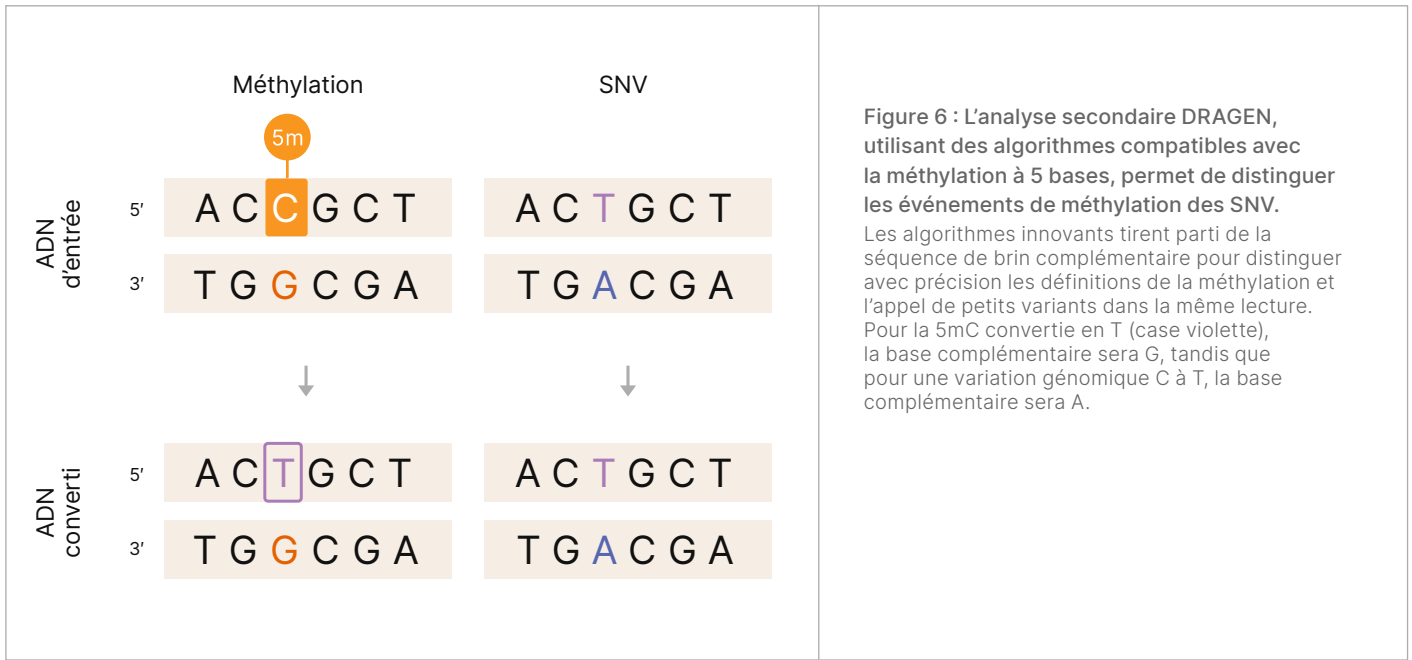 Méthylation
SNV
5m
ADN
d'entrée
5′
A C C G C T
A C T G C T
3′
T G G C G A
T G A C G A
ADN
converti
5′
A C T G C T
A C T G C T
3′
T G G C G A
T G A C G A
Figure 6 : L'analyse secondaire DRAGEN,
utilisant des algorithmes compatibles avec
la méthylation à 5 bases, permet de distinguer
les événements de méthylation des SNV.
Les algorithmes innovants tirent parti de la
séquence de brin complémentaire pour distinguer
avec précision les définitions de la méthylation et
l'appel de petits variants dans la même lecture.
Pour la 5mC convertie en T (case violette),
la base complémentaire sera G, tandis que
pour une variation génomique C à T, la base
complémentaire sera A.